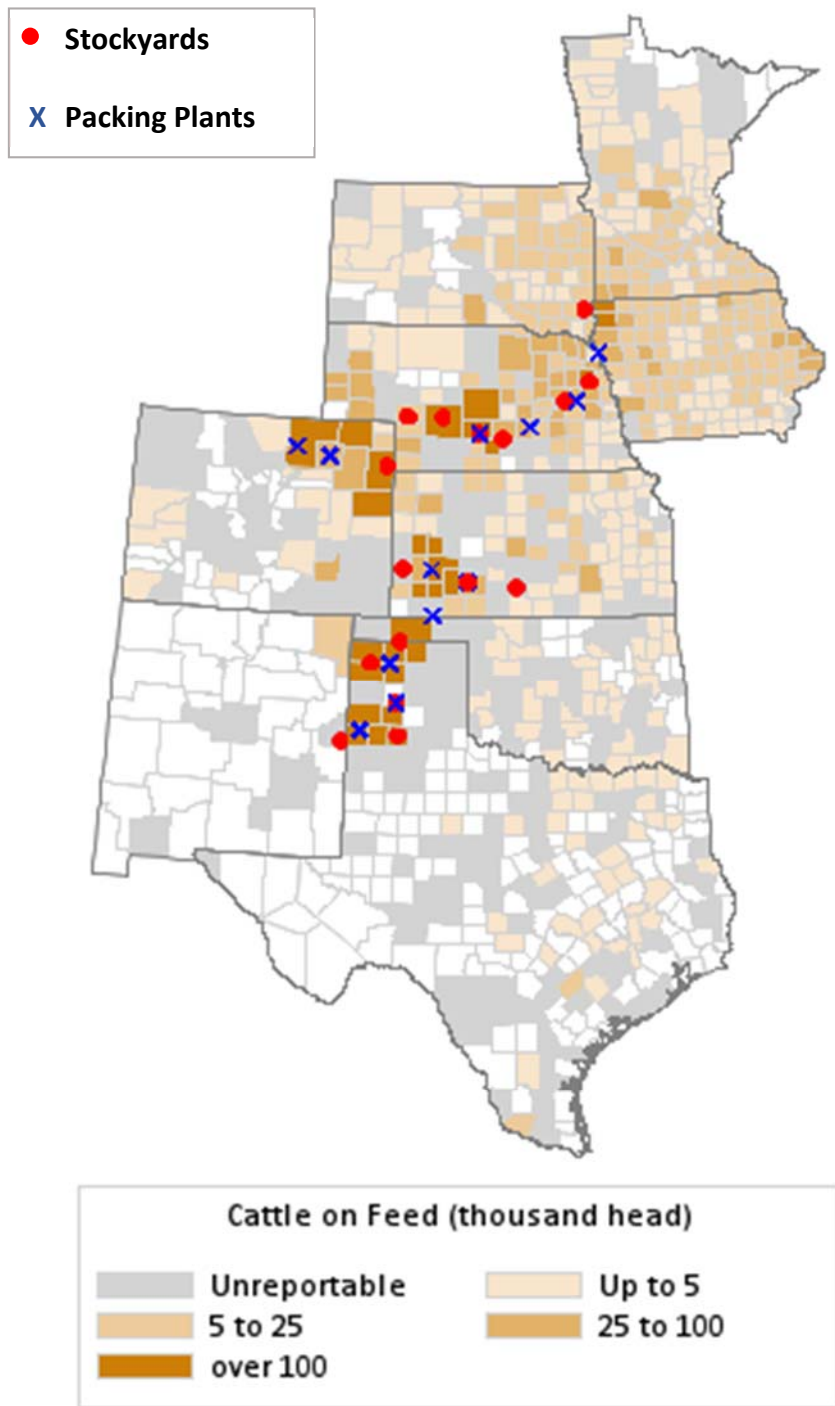 Stockyards
X Packing Plants
Cattle on Feed (thousand head)
Unreportable Up to 5
5 to 25 25 to 100
over 100